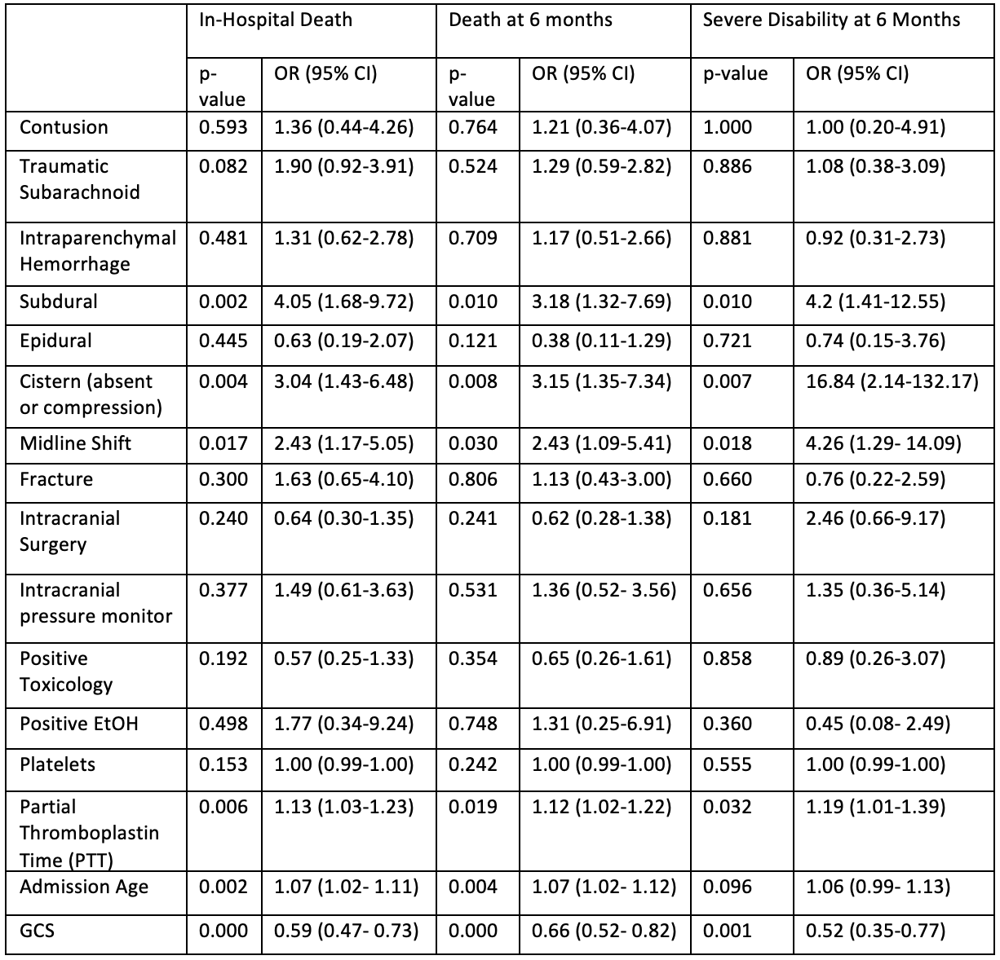 In-Hospital Death Death at 6 months Severe Disability at 6 Months
p-value OR (95% CI) p-value OR (95% CI) p-value OR (95% CI)
Contusion 0.593 1.36 (0.44-4.26) 0.764 1.21 (0.36-4.07) 1.000 1.00 (0.20-4.91)
Traumatic Subarachnoid 0.082 1.90 (0.92-3.91) 0.524 1.29 (0.59-2.82) 0.886 1.08 (0.38-3.09)
Intraparenchymal Hemorrhage 0.481 1.31 (0.62-2.78) 0.709 1.17 (0.51-2.66) 0.881 0.92 (0.31-2.73)
Subdural 0.002 4.05 (1.68-9.72) 0.010 3.18 (1.32-7.69) 0.010 4.2 (1.41-12.55)
Epidural 0.445 0.63 (0.19-2.07) 0.121 0.38 (0.11-1.29) 0.721 0.74 (0.15-3.76)
Cistern (absent or compression) 0.004 3.04 (1.43-6.48) 0.008 3.15 (1.35-7.34) 0.007 16.84 (2.14-132.17)
Midline Shift 0.017 2.43 (1.17-5.05) 0.030 2.43 (1.09-5.41) 0.018 4.26 (1.29- 14.09)
Fracture 0.300 1.63 (0.65-4.10) 0.806 1.13 (0.43-3.00) 0.660 0.76 (0.22-2.59)
Intracranial Surgery 0.240 0.64 (0.30-1.35) 0.241 0.62 (0.28-1.38) 0.181 2.46 (0.66-9.17)
Intracranial pressure monitor 0.377 1.49 (0.61-3.63) 0.531 1.36 (0.52- 3.56) 0.656 1.35 (0.36-5.14)
Positive Toxicology 0.192 0.57 (0.25-1.33) 0.354 0.65 (0.26-1.61) 0.858 0.89 (0.26-3.07)
Positive EtOH 0.498 1.77 (0.34-9.24) 0.748 1.31 (0.25-6.91) 0.360 0.45 (0.08- 2.49)
Platelets 0.153 1.00 (0.99-1.00) 0.242 1.00 (0.99-1.00) 0.555 1.00 (0.99-1.00)
Partial Thromboplastin Time (PTT) 0.006 1.13 (1.03-1.23) 0.019 1.12 (1.02-1.22) 0.032 1.19 (1.01-1.39)
Admission Age 0.002 1.07 (1.02- 1.11) 0.004 1.07 (1.02- 1.12) 0.096 1.06 (0.99- 1.13)
GCS 0.000 0.59 (0.47- 0.73) 0.000 0.66 (0.52- 0.82) 0.001 0.52 (0.35-0.77)